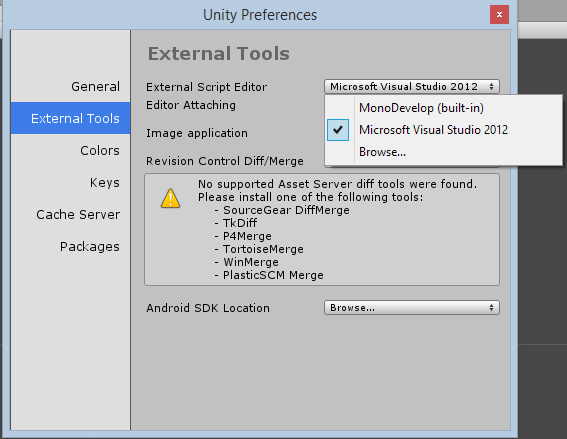 Unity Preferences
x
External Tools
General
External Tools
Colors
Keys
Cache Server
Packages
External Script Editor
Microsoft Visual Studio 2012
MonoDevelop (built-in)
Microsoft Visual Studio 2012
Browse...
Editor Attaching
Image application
Revision Control Diff/Merge
No supported Asset Server diff tools were found.
Please install one of the following tools:
- SourceGear DiffMerge
- TkDiff
- P4Merge
- TortoiseMerge
- WinMerge
- PlasticSCM Merge
Android SDK Location
Browse...